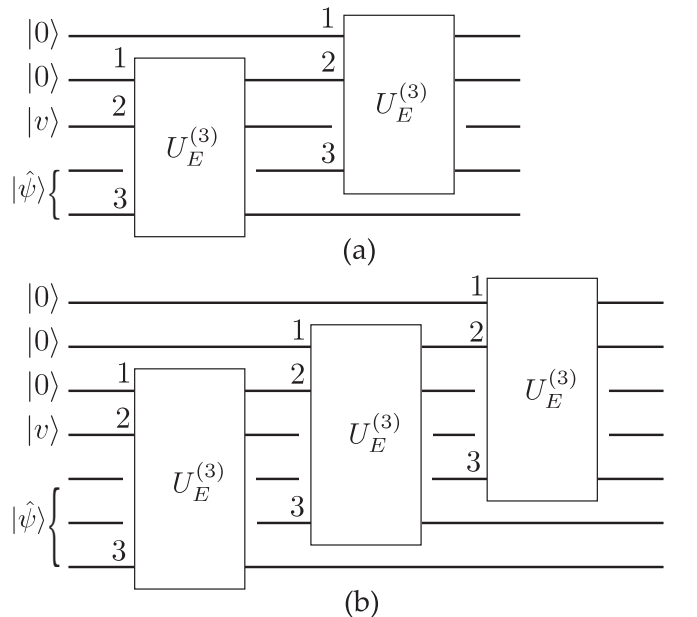 |0⟩ 1
|0⟩ 1 2
|v⟩ 2 U_E^{(3)}
U_E^{(3)}
|ψ̂⟩{ 3
3
(a)
|0⟩ 1
|0⟩ 1 2
|0⟩ 1 2 U_E^{(3)}
|v⟩ 2 U_E^{(3)}
U_E^{(3)} 3
|ψ̂⟩{ 3
3
(b)